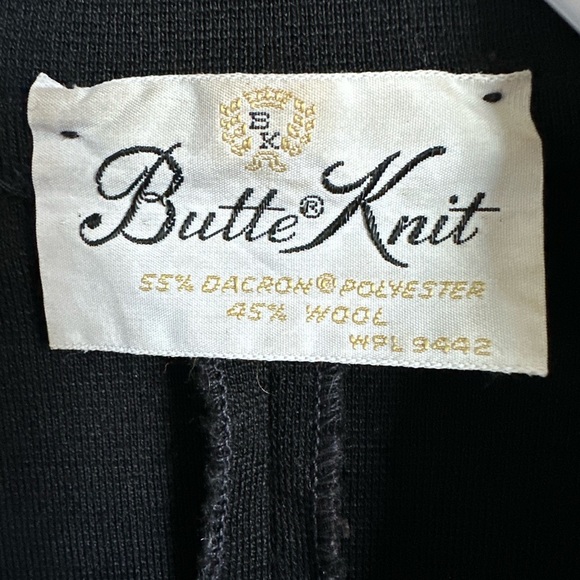 BK
Butte® Knit
55% DACRON® POLYESTER
45% WOOL
WPL 9442